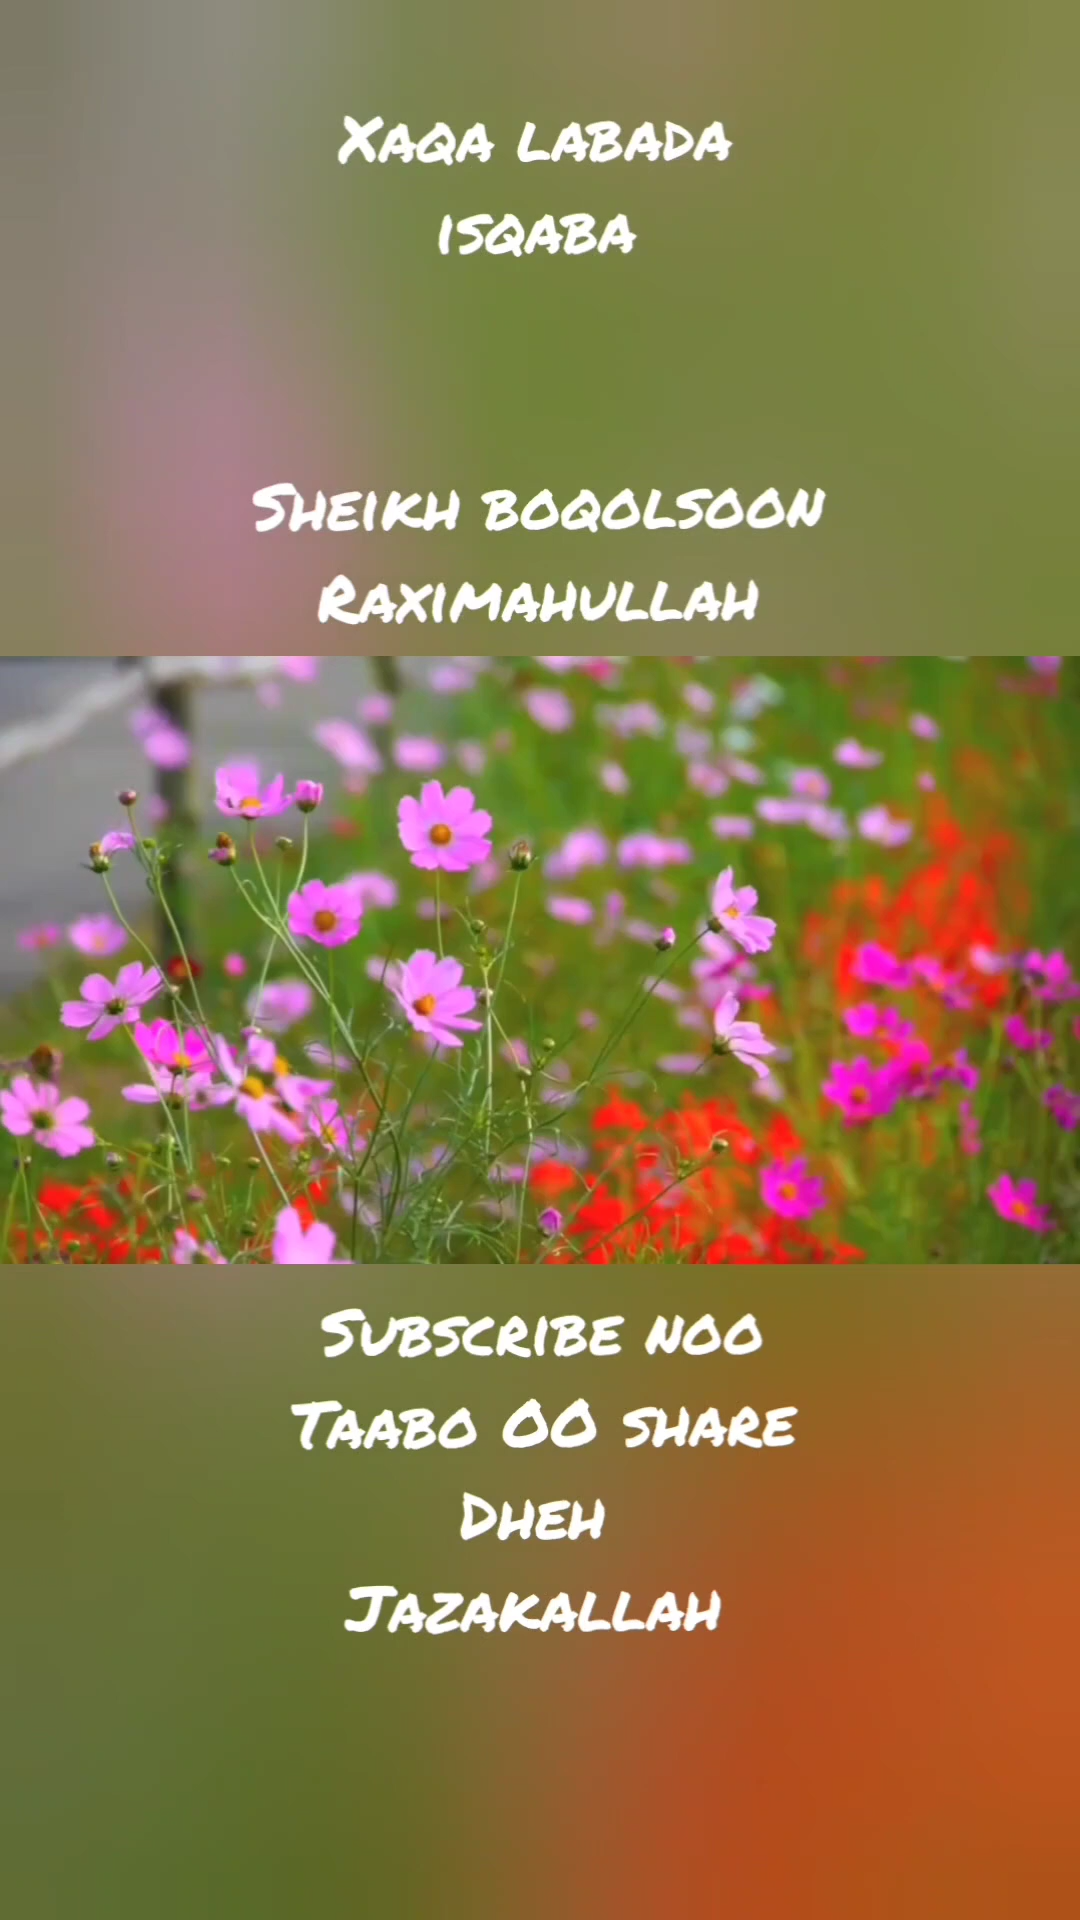 Xaqa labada
isqaba
Sheikh boqolsoon
Raximahullah
Subscribe noo
Taabo OO share
Dheh
Jazakallah